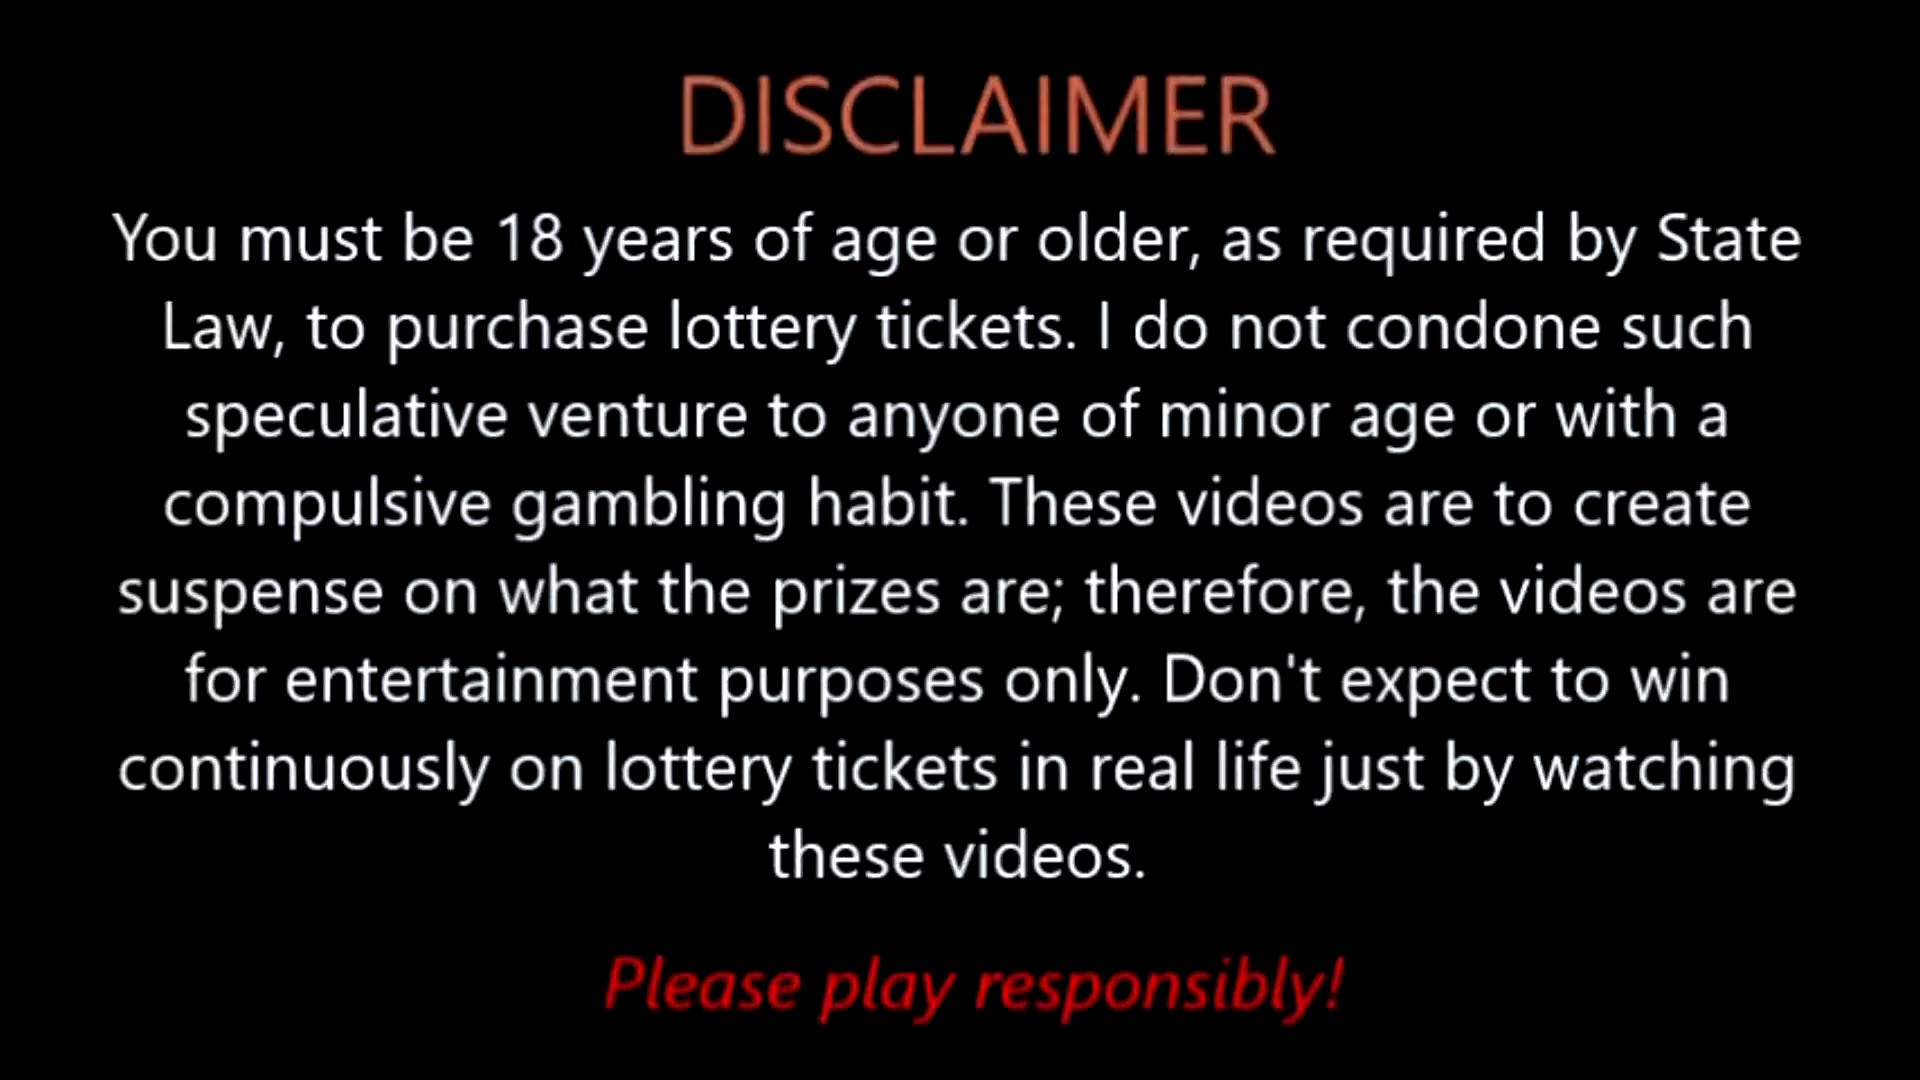 DISCLAIMER
You must be 18 years of age or older, as required by State
Law, to purchase lottery tickets. I do not condone such
speculative venture to anyone of minor age or with a
compulsive gambling habit. These videos are to create
suspense on what the prizes are; therefore, the videos are
for entertainment purposes only. Don't expect to win
continuously on lottery tickets in real life just by watching
these videos.
Please play responsibly!